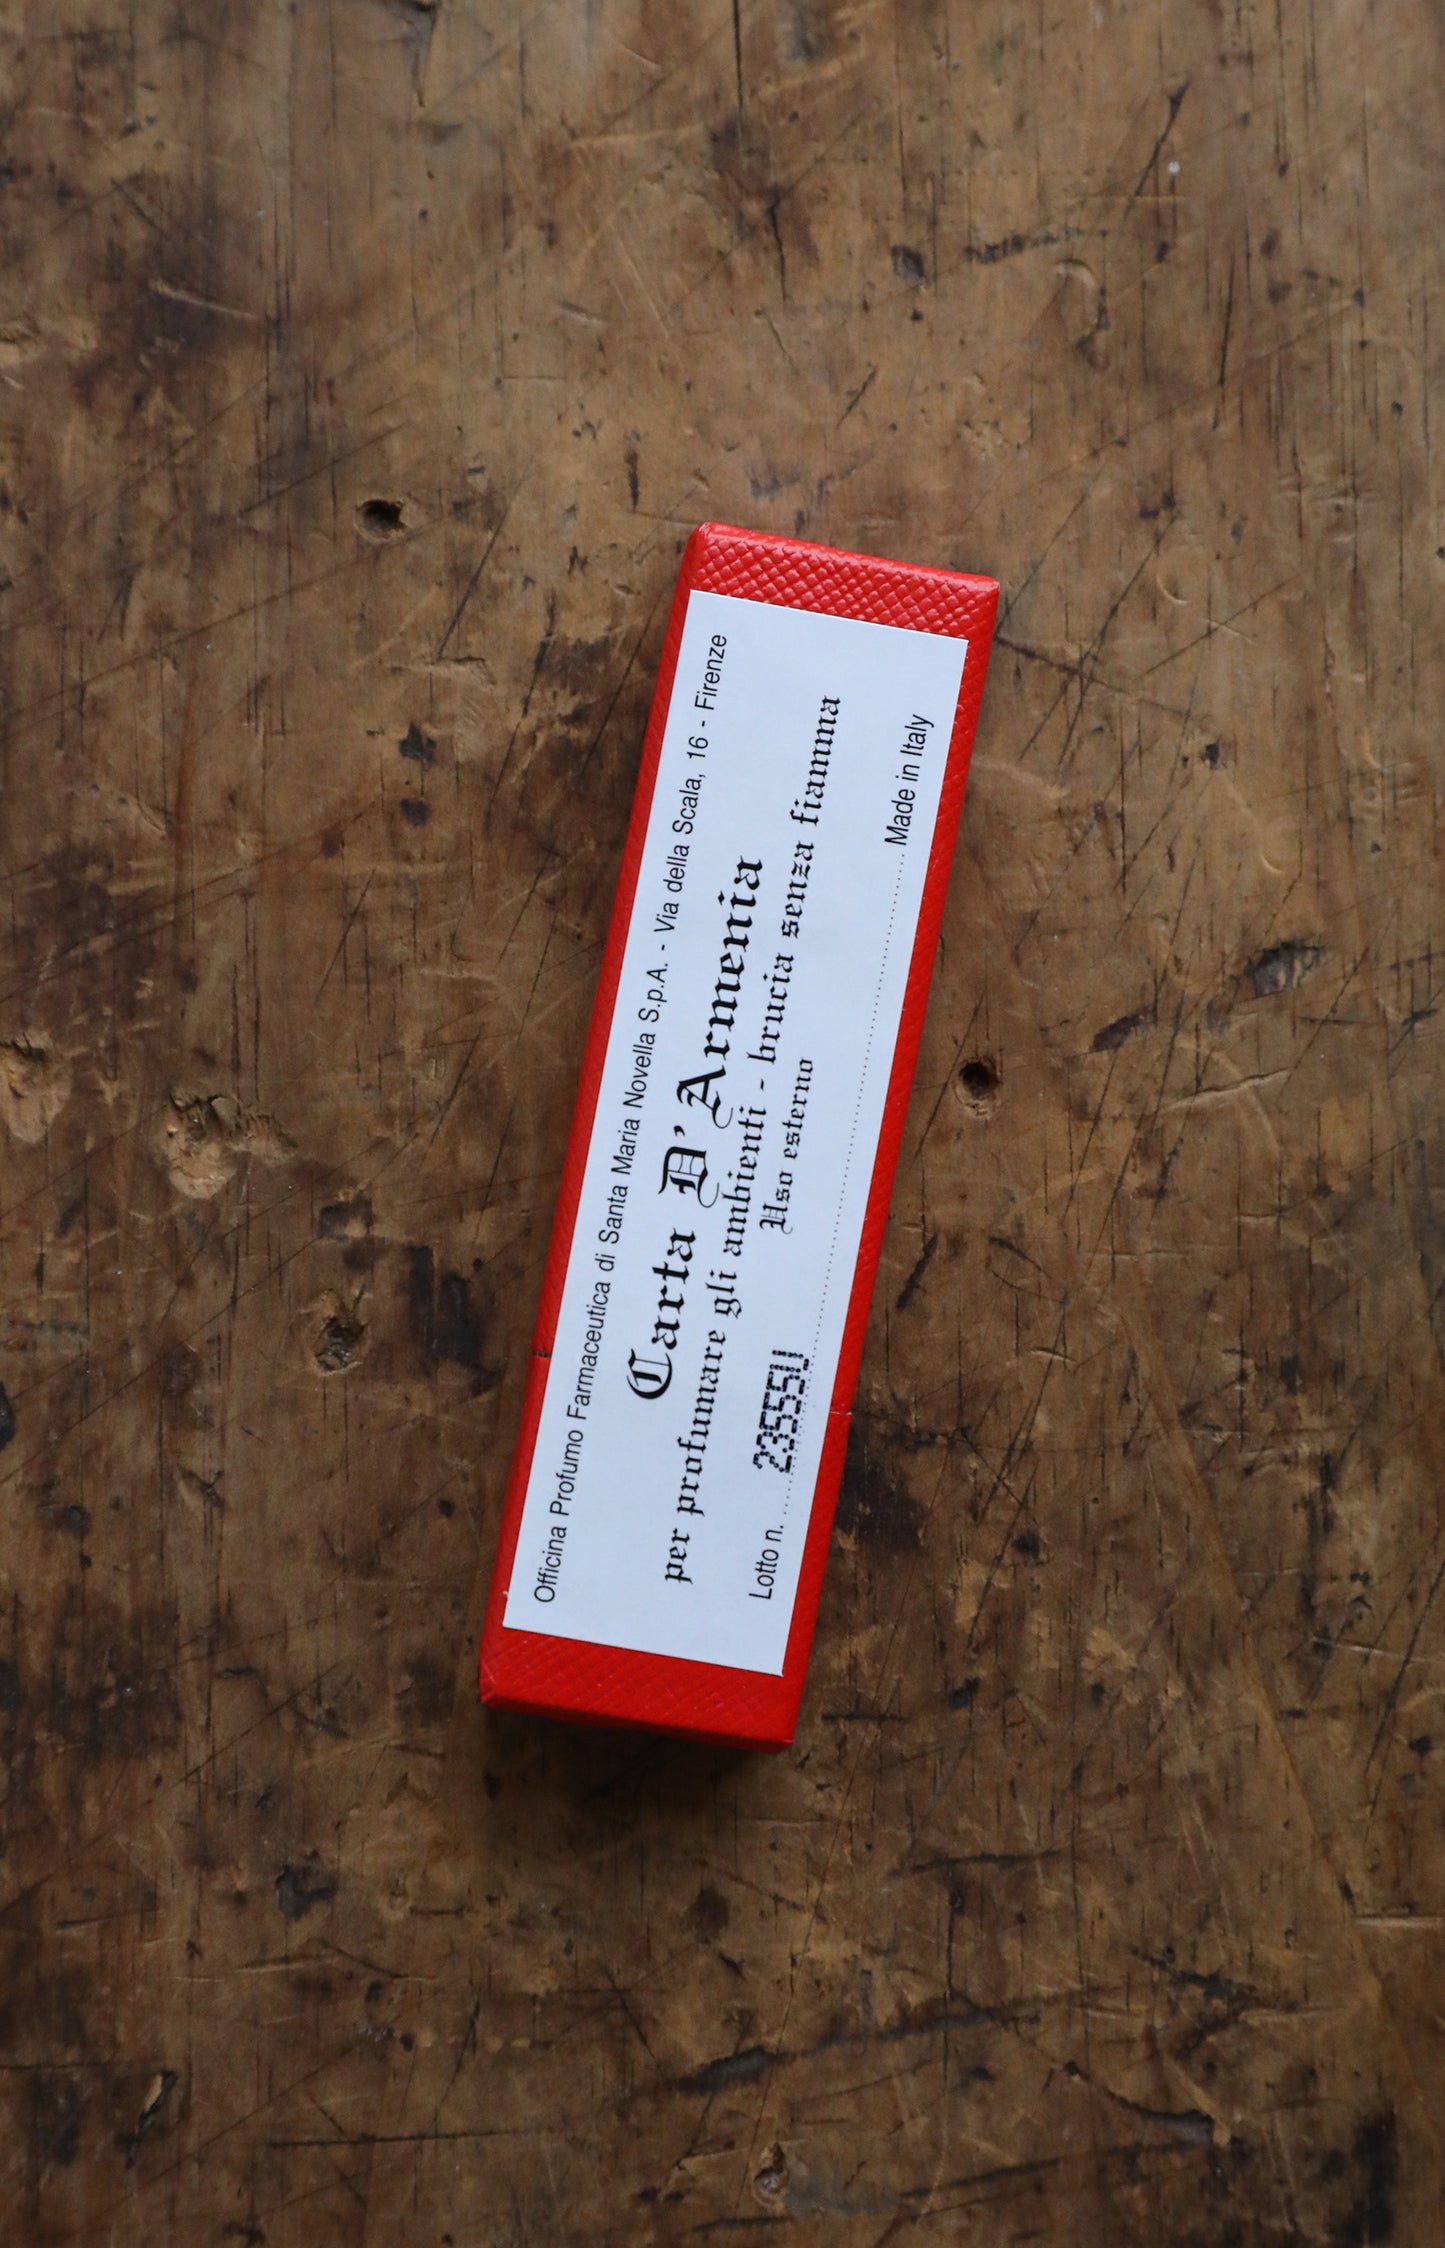 Officina Profumo Farmaceutica di Santa Maria Novella S.p.A. - Via della Scala, 16 - Firenze
Carta D'Armenia
per profumare gli ambienti - brucia senza fiamma
Uso esterno
Lotto n. 23555U Made in Italy